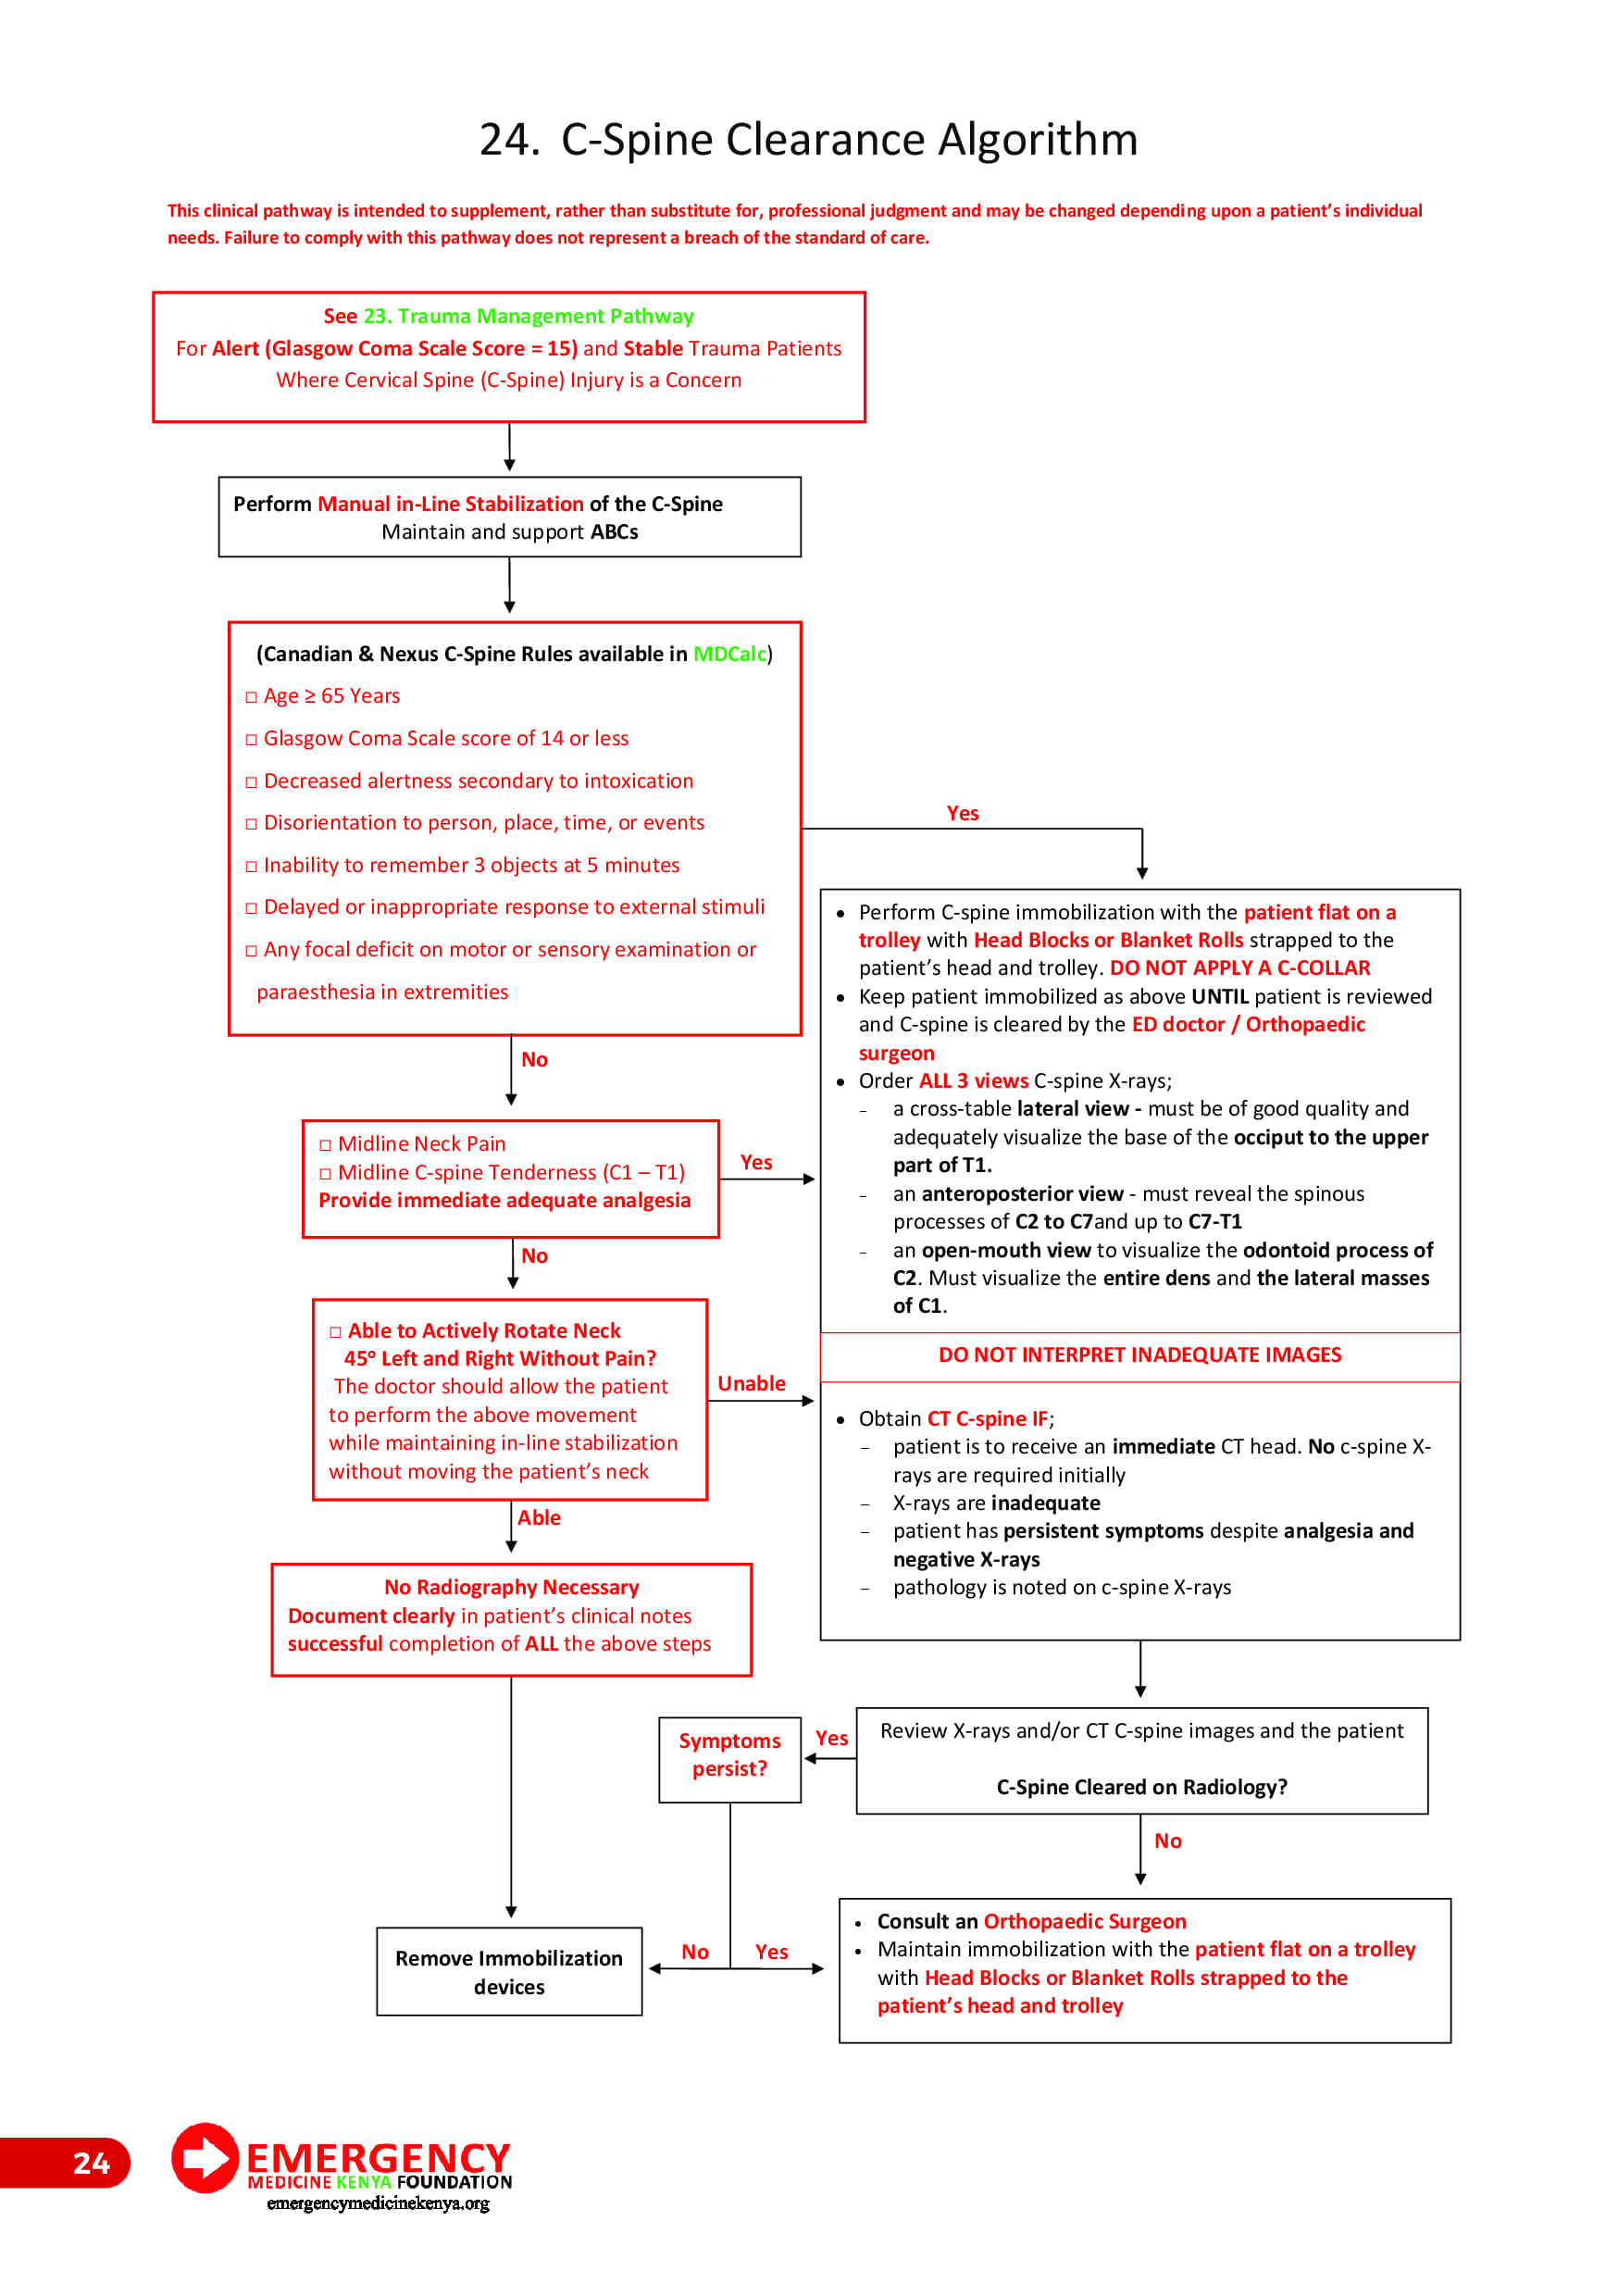 24. C-Spine Clearance Algorithm
This clinical pathway is intended to supplement, rather than substitute for, professional judgment and may be changed depending upon a patient's individual
needs. Failure to comply with this pathway does not represent a breach of the standard of care.
See 23. Trauma Management Pathway
For Alert (Glasgow Coma Scale Score = 15) and Stable Trauma Patients
Where Cervical Spine (C-Spine) Injury is a Concern
Perform Manual in-Line Stabilization of the C-Spine
Maintain and support ABCs
(Canadian & Nexus C-Spine Rules available in MDCalc)
□ Age ≥ 65 Years
□ Glasgow Coma Scale score of 14 or less
□ Decreased alertness secondary to intoxication
□ Disorientation to person, place, time, or events
□ Inability to remember 3 objects at 5 minutes
□ Delayed or inappropriate response to external stimuli
□ Any focal deficit on motor or sensory examination or
paraesthesia in extremities
Yes
No
□ Midline Neck Pain
□ Midline C-spine Tenderness (C1 – T1)
Provide immediate adequate analgesia
Yes
No
□ Able to Actively Rotate Neck
45° Left and Right Without Pain?
The doctor should allow the patient
to perform the above movement
while maintaining in-line stabilization
without moving the patient's neck
Unable
Able
No Radiography Necessary
Document clearly in patient's clinical notes
successful completion of ALL the above steps
• Perform C-spine immobilization with the patient flat on a
trolley with Head Blocks or Blanket Rolls strapped to the
patient's head and trolley. DO NOT APPLY A C-COLLAR
• Keep patient immobilized as above UNTIL patient is reviewed
and C-spine is cleared by the ED doctor / Orthopaedic
surgeon
• Order ALL 3 views C-spine X-rays;
– a cross-table lateral view - must be of good quality and
adequately visualize the base of the occiput to the upper
part of T1.
– an anteroposterior view - must reveal the spinous
processes of C2 to C7and up to C7-T1
– an open-mouth view to visualize the odontoid process of
C2. Must visualize the entire dens and the lateral masses
of C1.
DO NOT INTERPRET INADEQUATE IMAGES
• Obtain CT C-spine IF;
– patient is to receive an immediate CT head. No c-spine X-
rays are required initially
– X-rays are inadequate
– patient has persistent symptoms despite analgesia and
negative X-rays
– pathology is noted on c-spine X-rays
Review X-rays and/or CT C-spine images and the patient
C-Spine Cleared on Radiology?
Yes
Symptoms
persist?
No
No
Yes
Remove Immobilization
devices
• Consult an Orthopaedic Surgeon
• Maintain immobilization with the patient flat on a trolley
with Head Blocks or Blanket Rolls strapped to the
patient's head and trolley
24
EMERGENCY
MEDICINE KENYA FOUNDATION
emergencymedicinekenya.org